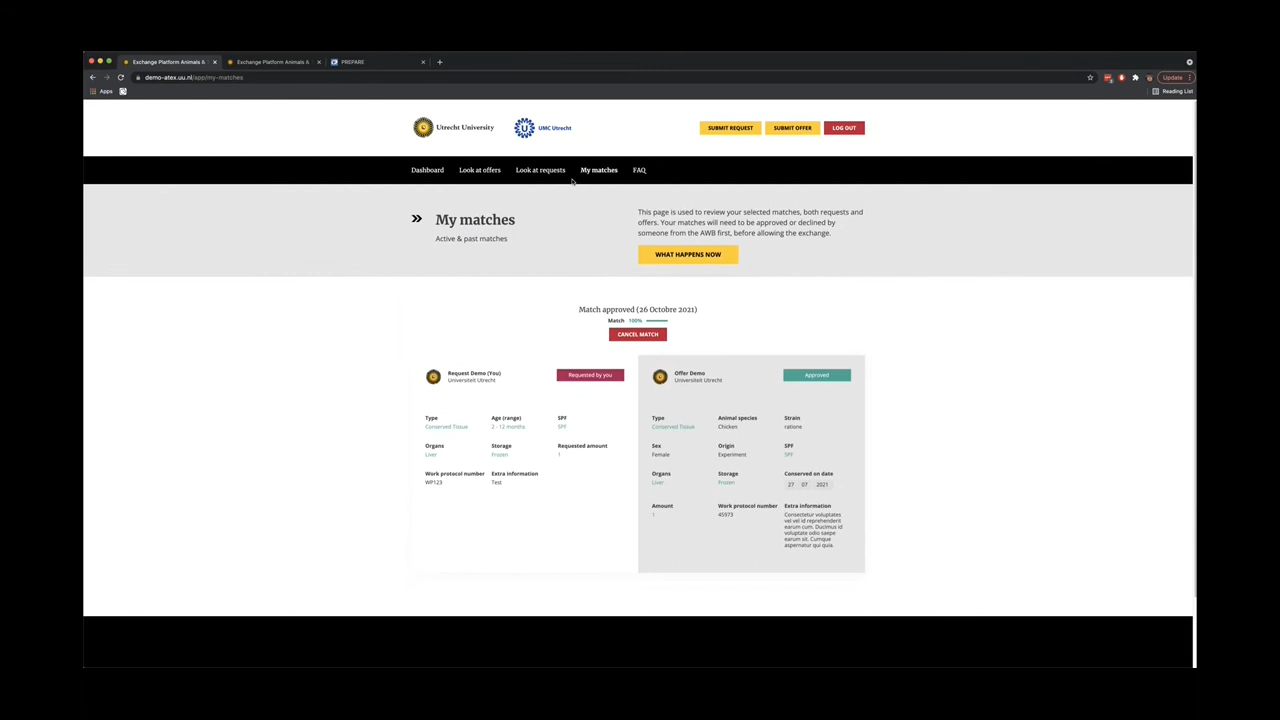 Exchange Platform Animals &
Exchange Platform Animals &
PREPARE
demo-atex.uu.nl/app/my-matches
Update
Apps
Reading List
Utrecht University
UMC Utrecht
SUBMIT REQUEST
SUBMIT OFFER
LOG OUT
Dashboard
Look at offers
Look at requests
My matches
FAQ
My matches
Active & past matches
This page is used to review your selected matches, both requests and
offers. Your matches will need to be approved or declined by
someone from the AWB first, before allowing the exchange.
WHAT HAPPENS NOW
Match approved (26 Octobre 2021)
Match 100%
CANCEL MATCH
Request Demo (You)
Universiteit Utrecht
Requested by you
Type
Conserved Tissue
Age (range)
2 - 12 months
SPF
SPF
Organs
Liver
Storage
Frozen
Requested amount
1
Work protocol number
WP123
Extra information
Test
Offer Demo
Universiteit Utrecht
Approved
Type
Conserved Tissue
Animal species
Chicken
Strain
ratione
Sex
Female
Origin
Experiment
SPF
SPF
Organs
Liver
Storage
Frozen
Conserved on date
27 07 2021
Amount
1
Work protocol number
45973
Extra information
Consectetur voluptates
vel vel id reprehenderit
earum cum. Ducimus id
voluptate odio saepe
earum sit. Cumque
aspernatur qui quia.